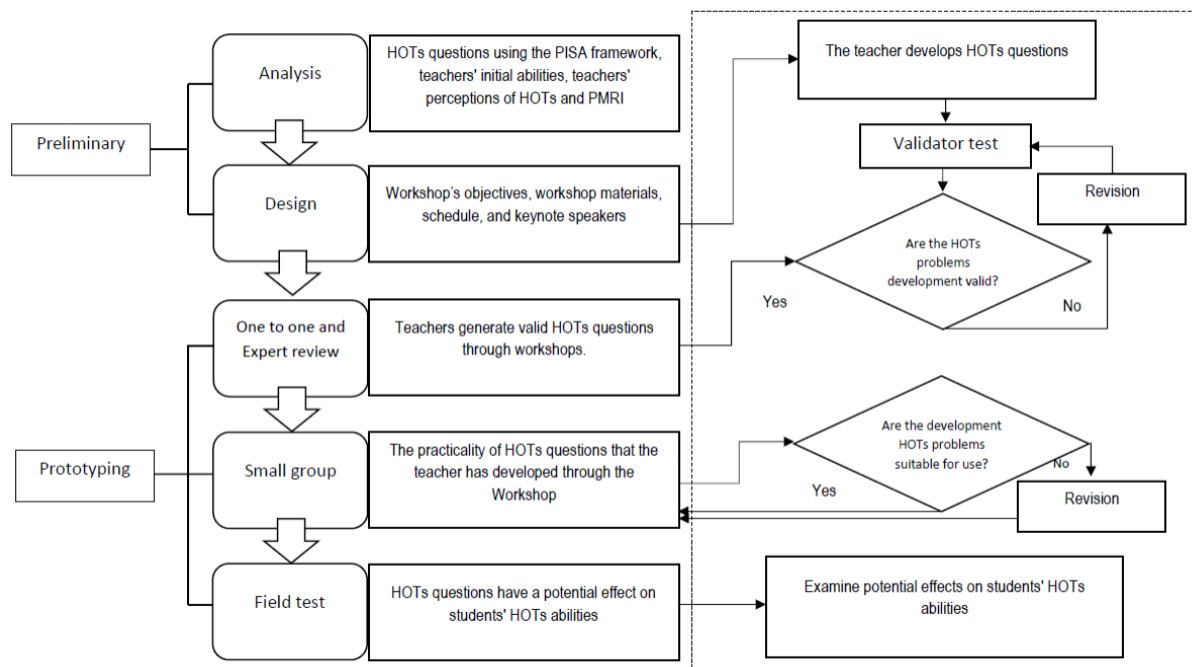 Preliminary
Analysis
HOTs questions using the PISA framework,
teachers' initial abilities, teachers'
perceptions of HOTs and PMRI
Design
Workshop's objectives, workshop materials,
schedule, and keynote speakers
Prototyping
One to one and
Expert review
Teachers generate valid HOTs questions
through workshops.
Small group
The practicality of HOTs questions that the
teacher has developed through the
Workshop
Field test
HOTs questions have a potential effect on
students' HOTs abilities
The teacher develops HOTs questions
Validator test
Revision
Are the HOTs
problems
development valid?
Yes
No
Are the development
HOTs problems
suitable for use?
No
Yes
Revision
Examine potential effects on students' HOTs
abilities